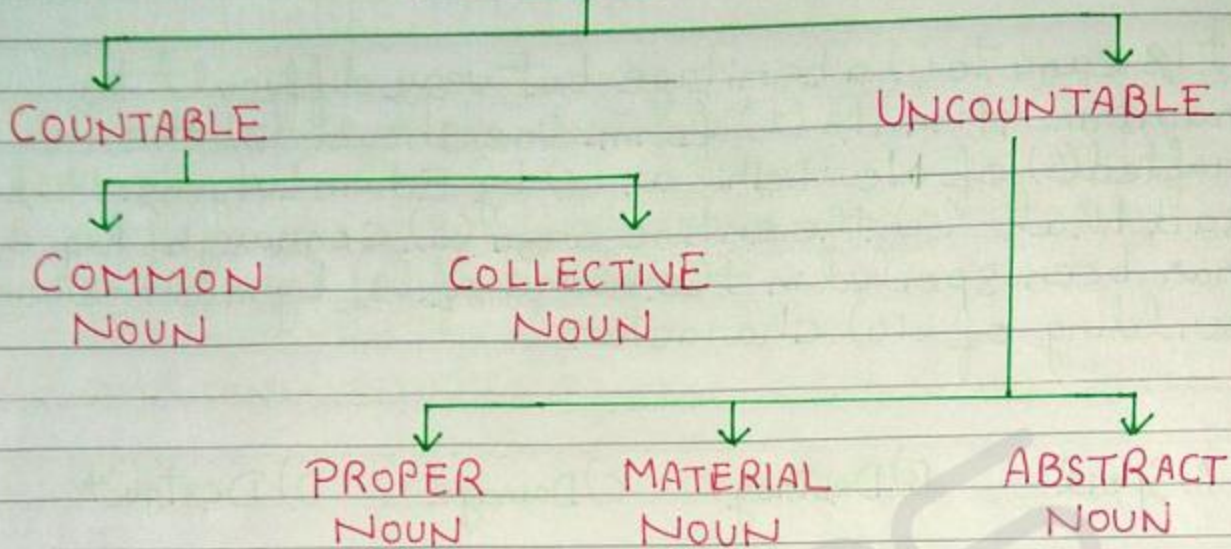 COUNTABLE
UNCOUNTABLE
COMMON
NOUN
COLLECTIVE
NOUN
PROPER
NOUN
MATERIAL
NOUN
ABSTRACT
NOUN